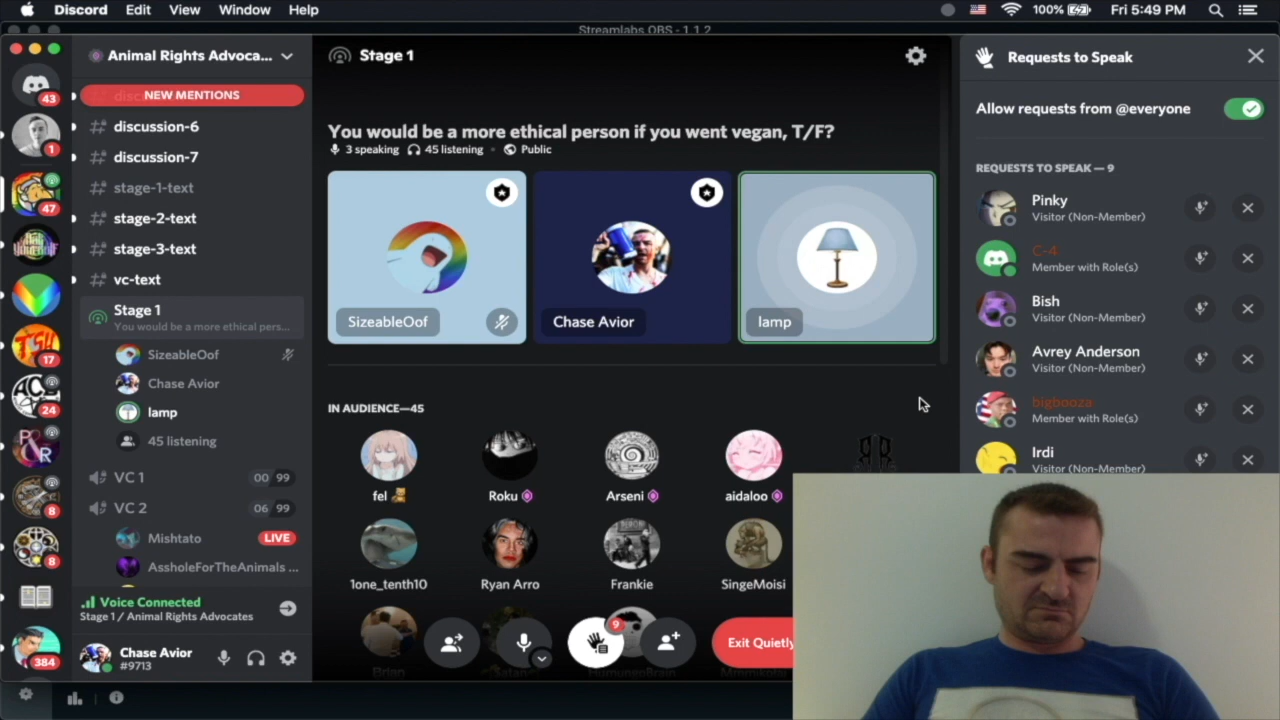 Discord Edit View Window Help
100% Fri 5:49 PM
Streamlabs OBS - 1.1.2
43
1
47
17
24
8
8
384
Animal Rights Advoca...
NEW MENTIONS
discussion-6
discussion-7
stage-1-text
stage-2-text
stage-3-text
vc-text
Stage 1
You would be a more ethical pers...
SizeableOof
Chase Avior
lamp
45 listening
VC 1 00 99
VC 2 06 99
Mishtato LIVE
AssholeForTheAnimals ...
Voice Connected
Stage 1 / Animal Rights Advocates
Chase Avior
#9713
Stage 1
You would be a more ethical person if you went vegan, T/F?
3 speaking 45 listening • Public
SizeableOof
Chase Avior
lamp
IN AUDIENCE—45
fel
Roku
Arseni
aidaloo
1one_tenth10
Ryan Arro
Frankie
SingeMoisi
Brian
Satan
HumungoBrain
9
Exit Quietly
Requests to Speak
Allow requests from @everyone
REQUESTS TO SPEAK — 9
Pinky
Visitor (Non-Member)
C-4
Member with Role(s)
Bish
Visitor (Non-Member)
Avrey Anderson
Visitor (Non-Member)
bigbooza
Member with Role(s)
Irdi
Visitor (Non-Member)